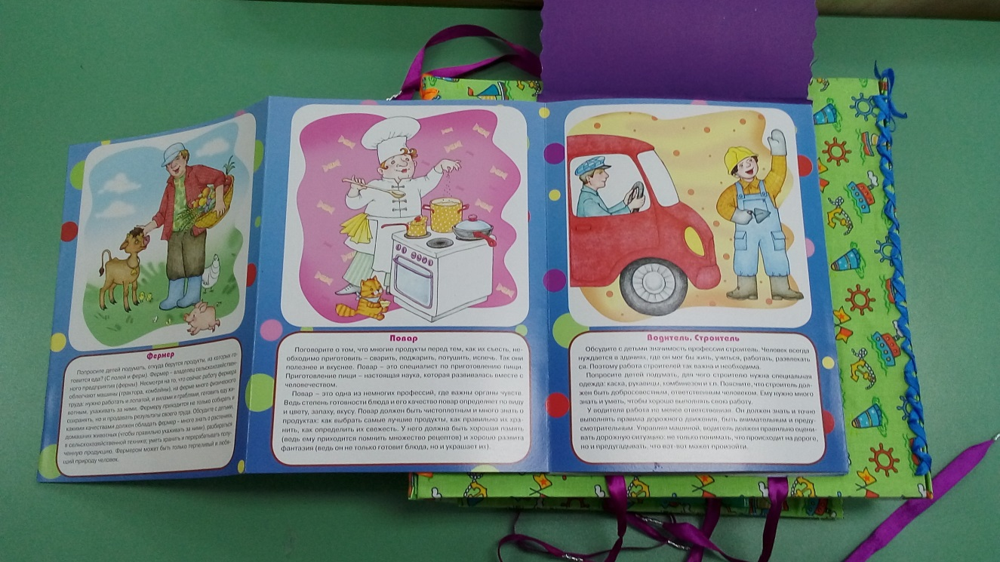 Фермер
Попросите детей подумать, откуда берутся продукты, из которых го-
товится еда? (С полей и ферм). Фермер – владелец сельскохозяйствен-
ного предприятия (фермы). Несмотря на то, что сейчас работу фермера
облегчают машины (трактора, комбайны), на ферме много физического
труда: нужно работать и лопатой, и вилами и граблями, готовить еду жи-
вотным, ухаживать за ними. Фермеру приходится не только собирать и
сохранять, но и продавать результаты своего труда. Обсудите с детьми,
какими качествами должен обладать фермер – много знать о растениях,
домашних животных (чтобы правильно ухаживать за ними), разбираться
в сельскохозяйственной технике; уметь хранить и перерабатывать полу-
ченную продукцию. Фермером может быть только терпеливый и любя-
щий природу человек.
Повар
Поговорите о том, что многие продукты перед тем, как их съесть, не-
обходимо приготовить – сварить, поджарить, потушить, испечь. Так они
полезнее и вкуснее. Повар – это специалист по приготовлению пищи.
Приготовление пищи – настоящая наука, которая развивалась вместе с
человечеством.
Повар – это одна из немногих профессий, где важны органы чувств.
Ведь степень готовности блюда и его качество повар определяет по виду
и цвету, запаху, вкусу. Повар должен быть чистоплотным и много знать о
продуктах: как выбрать самые лучшие продукты, как правильно их хра-
нить, как определить их свежесть. У него должна быть хорошая память
(ведь ему приходится помнить множество рецептов) и хорошо развита
фантазия (ведь он не только готовит блюда, но и украшает их).
Водитель. Строитель
Обсудите с детьми значимость профессии строитель. Человек всегда
нуждается в зданиях, где он мог бы жить, учиться, работать, развлекать-
ся. Поэтому работа строителей так важна и необходима.
Попросите детей подумать, для чего строителю нужна специальная
одежда: каска, рукавицы, комбинезон и т.п. Поясните, что строитель дол-
жен быть добросовестным, ответственным человеком. Ему нужно много
знать и уметь, чтобы хорошо выполнять свою работу.
У водителя работа не менее ответственная. Он должен знать и точно
выполнять правила дорожного движения, быть внимательным и преду-
смотрительным. Управляя машиной, водитель должен правильно оцени-
вать дорожную ситуацию: не только понимать, что происходит на дороге,
но и предугадывать, что вот-вот может произойти.